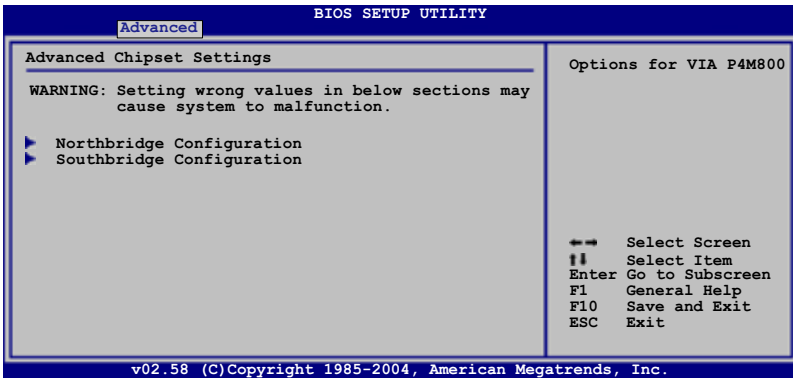 BIOS SETUP UTILITY
Advanced
Advanced Chipset Settings
WARNING: Setting wrong values in below sections may
cause system to malfunction.
Northbridge Configuration
Southbridge Configuration
Options for VIA P4M800
←→ Select Screen
↑↓ Select Item
Enter Go to Subscreen
F1 General Help
F10 Save and Exit
ESC Exit
v02.58 (C)Copyright 1985-2004, American Megatrends, Inc.